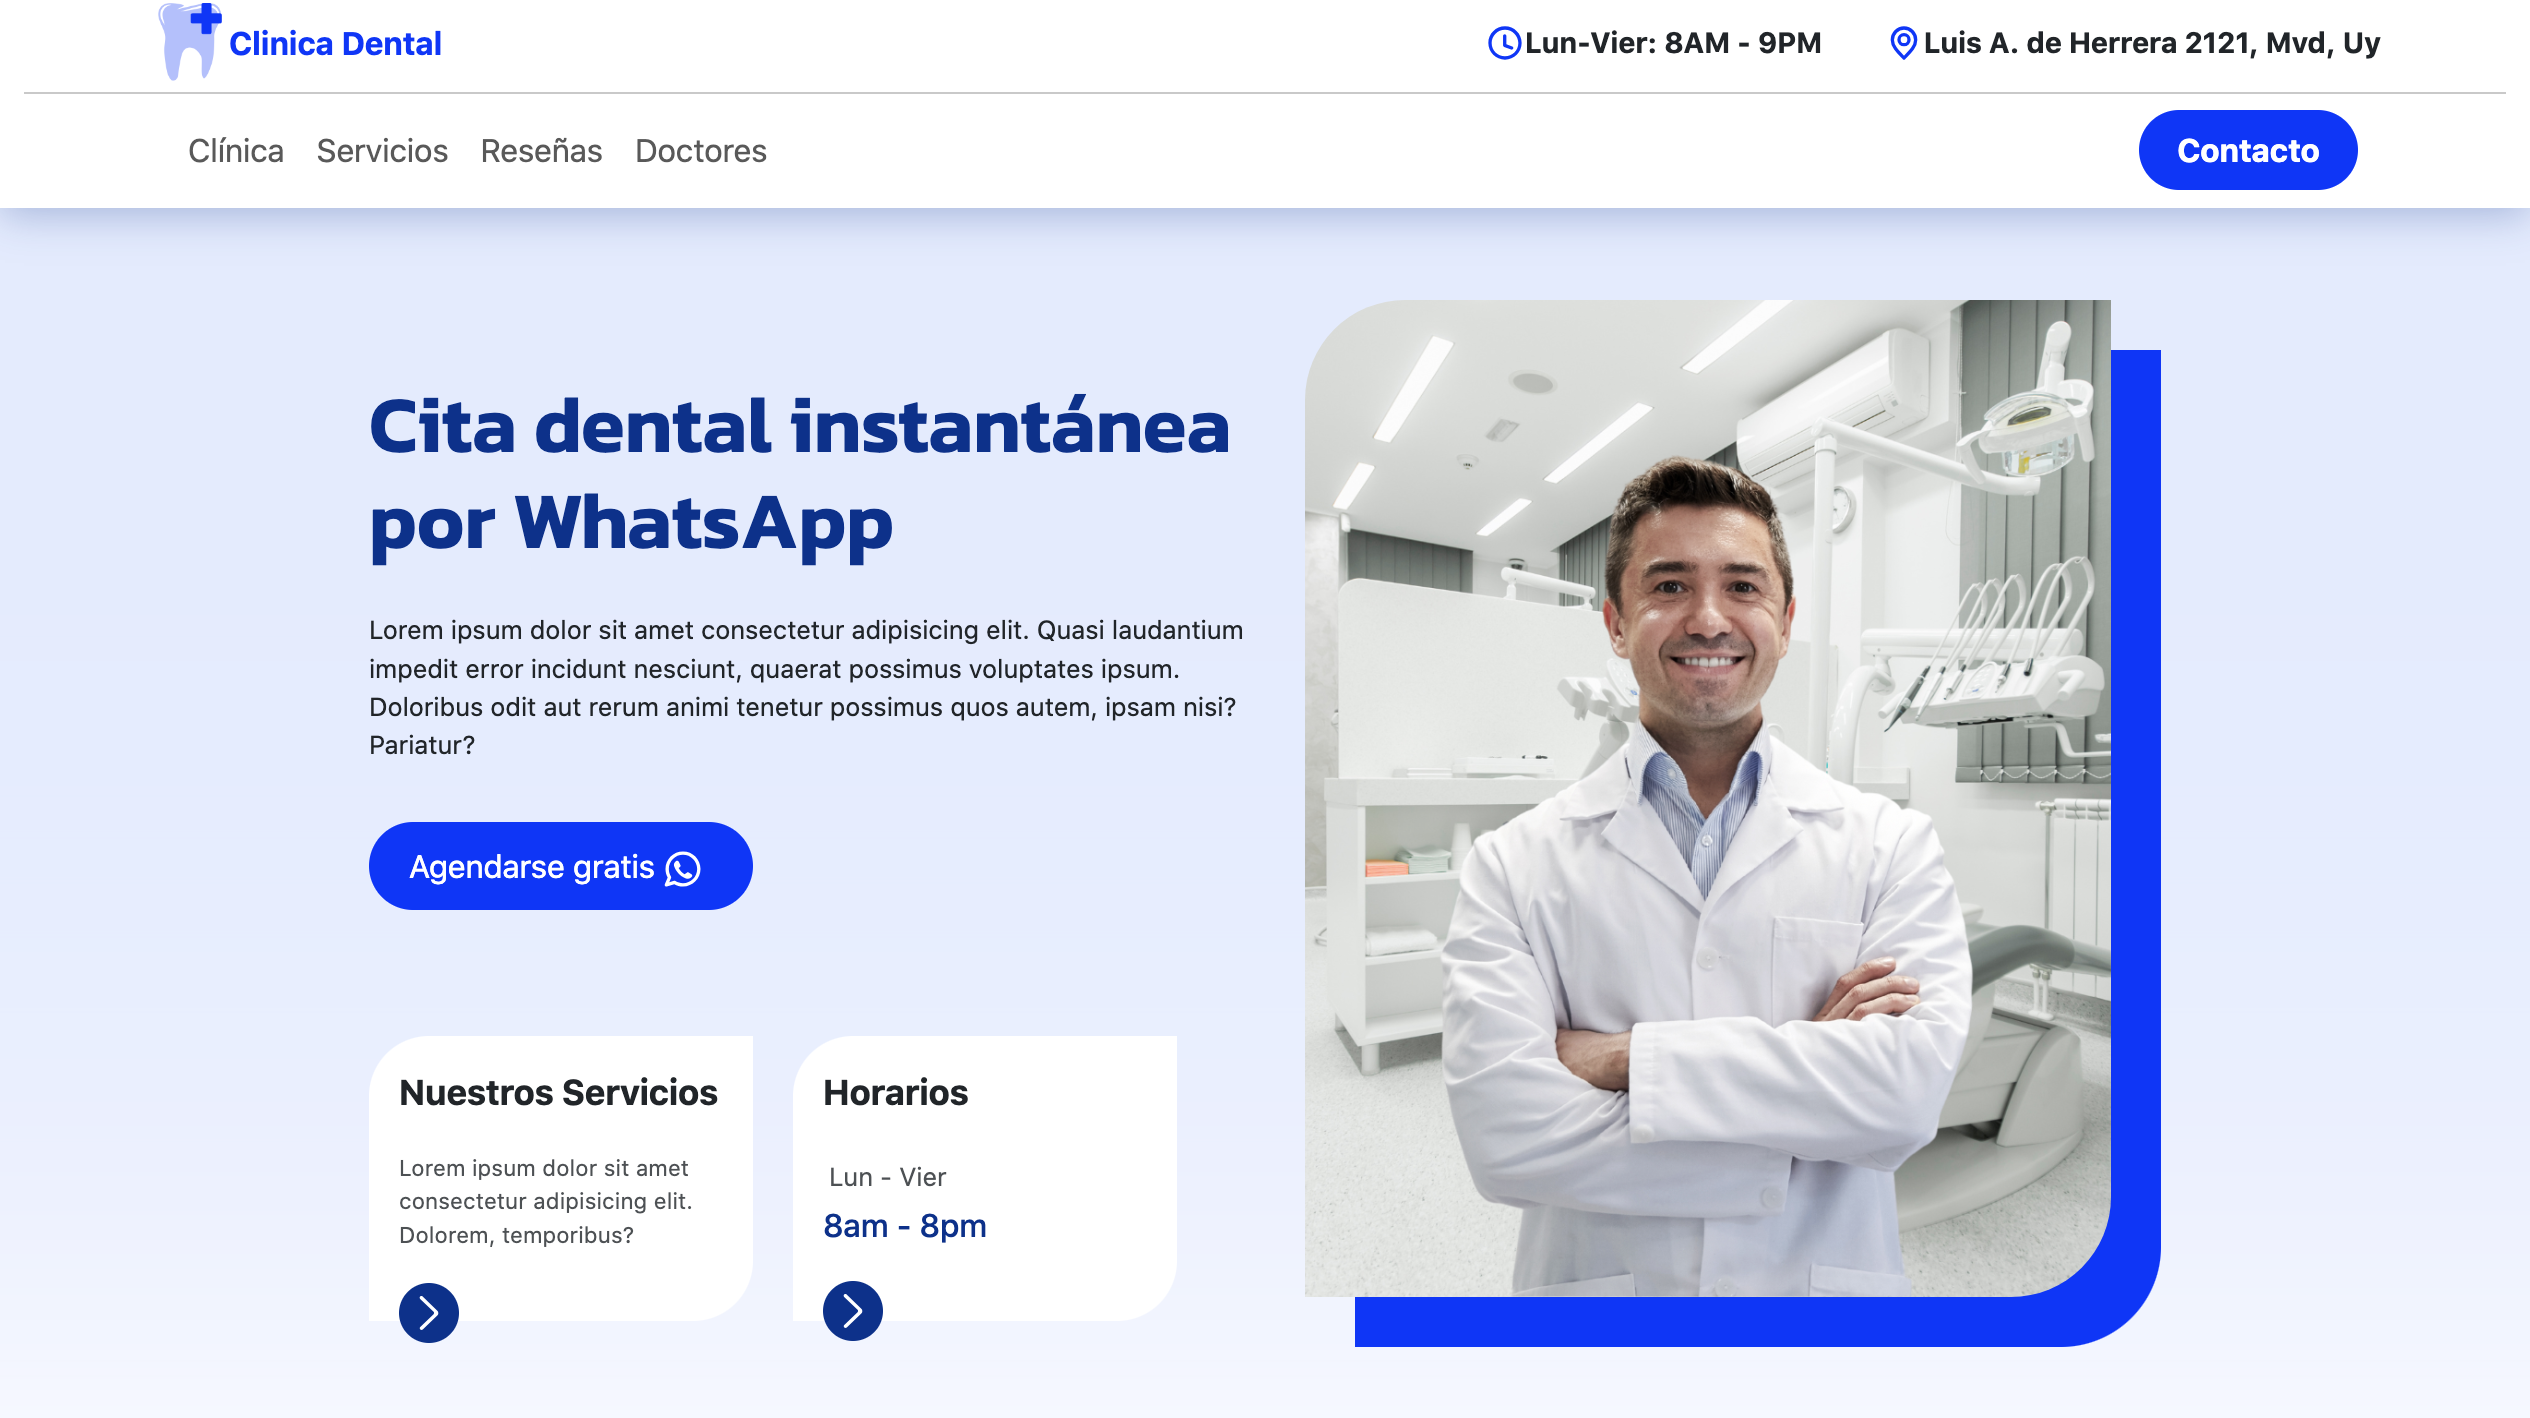 Clinica Dental
Lun-Vier: 8AM - 9PM
Luis A. de Herrera 2121, Mvd, Uy
Clínica
Servicios
Reseñas
Doctores
Contacto
Cita dental instantánea
por WhatsApp
Lorem ipsum dolor sit amet consectetur adipisicing elit. Quasi laudantium
impedit error incidunt nesciunt, quaerat possimus voluptates ipsum.
Doloribus odit aut rerum animi tenetur possimus quos autem, ipsam nisi?
Pariatur?
Agendarse gratis
Nuestros Servicios
Lorem ipsum dolor sit amet
consectetur adipisicing elit.
Dolorem, temporibus?
Horarios
Lun - Vier
8am - 8pm